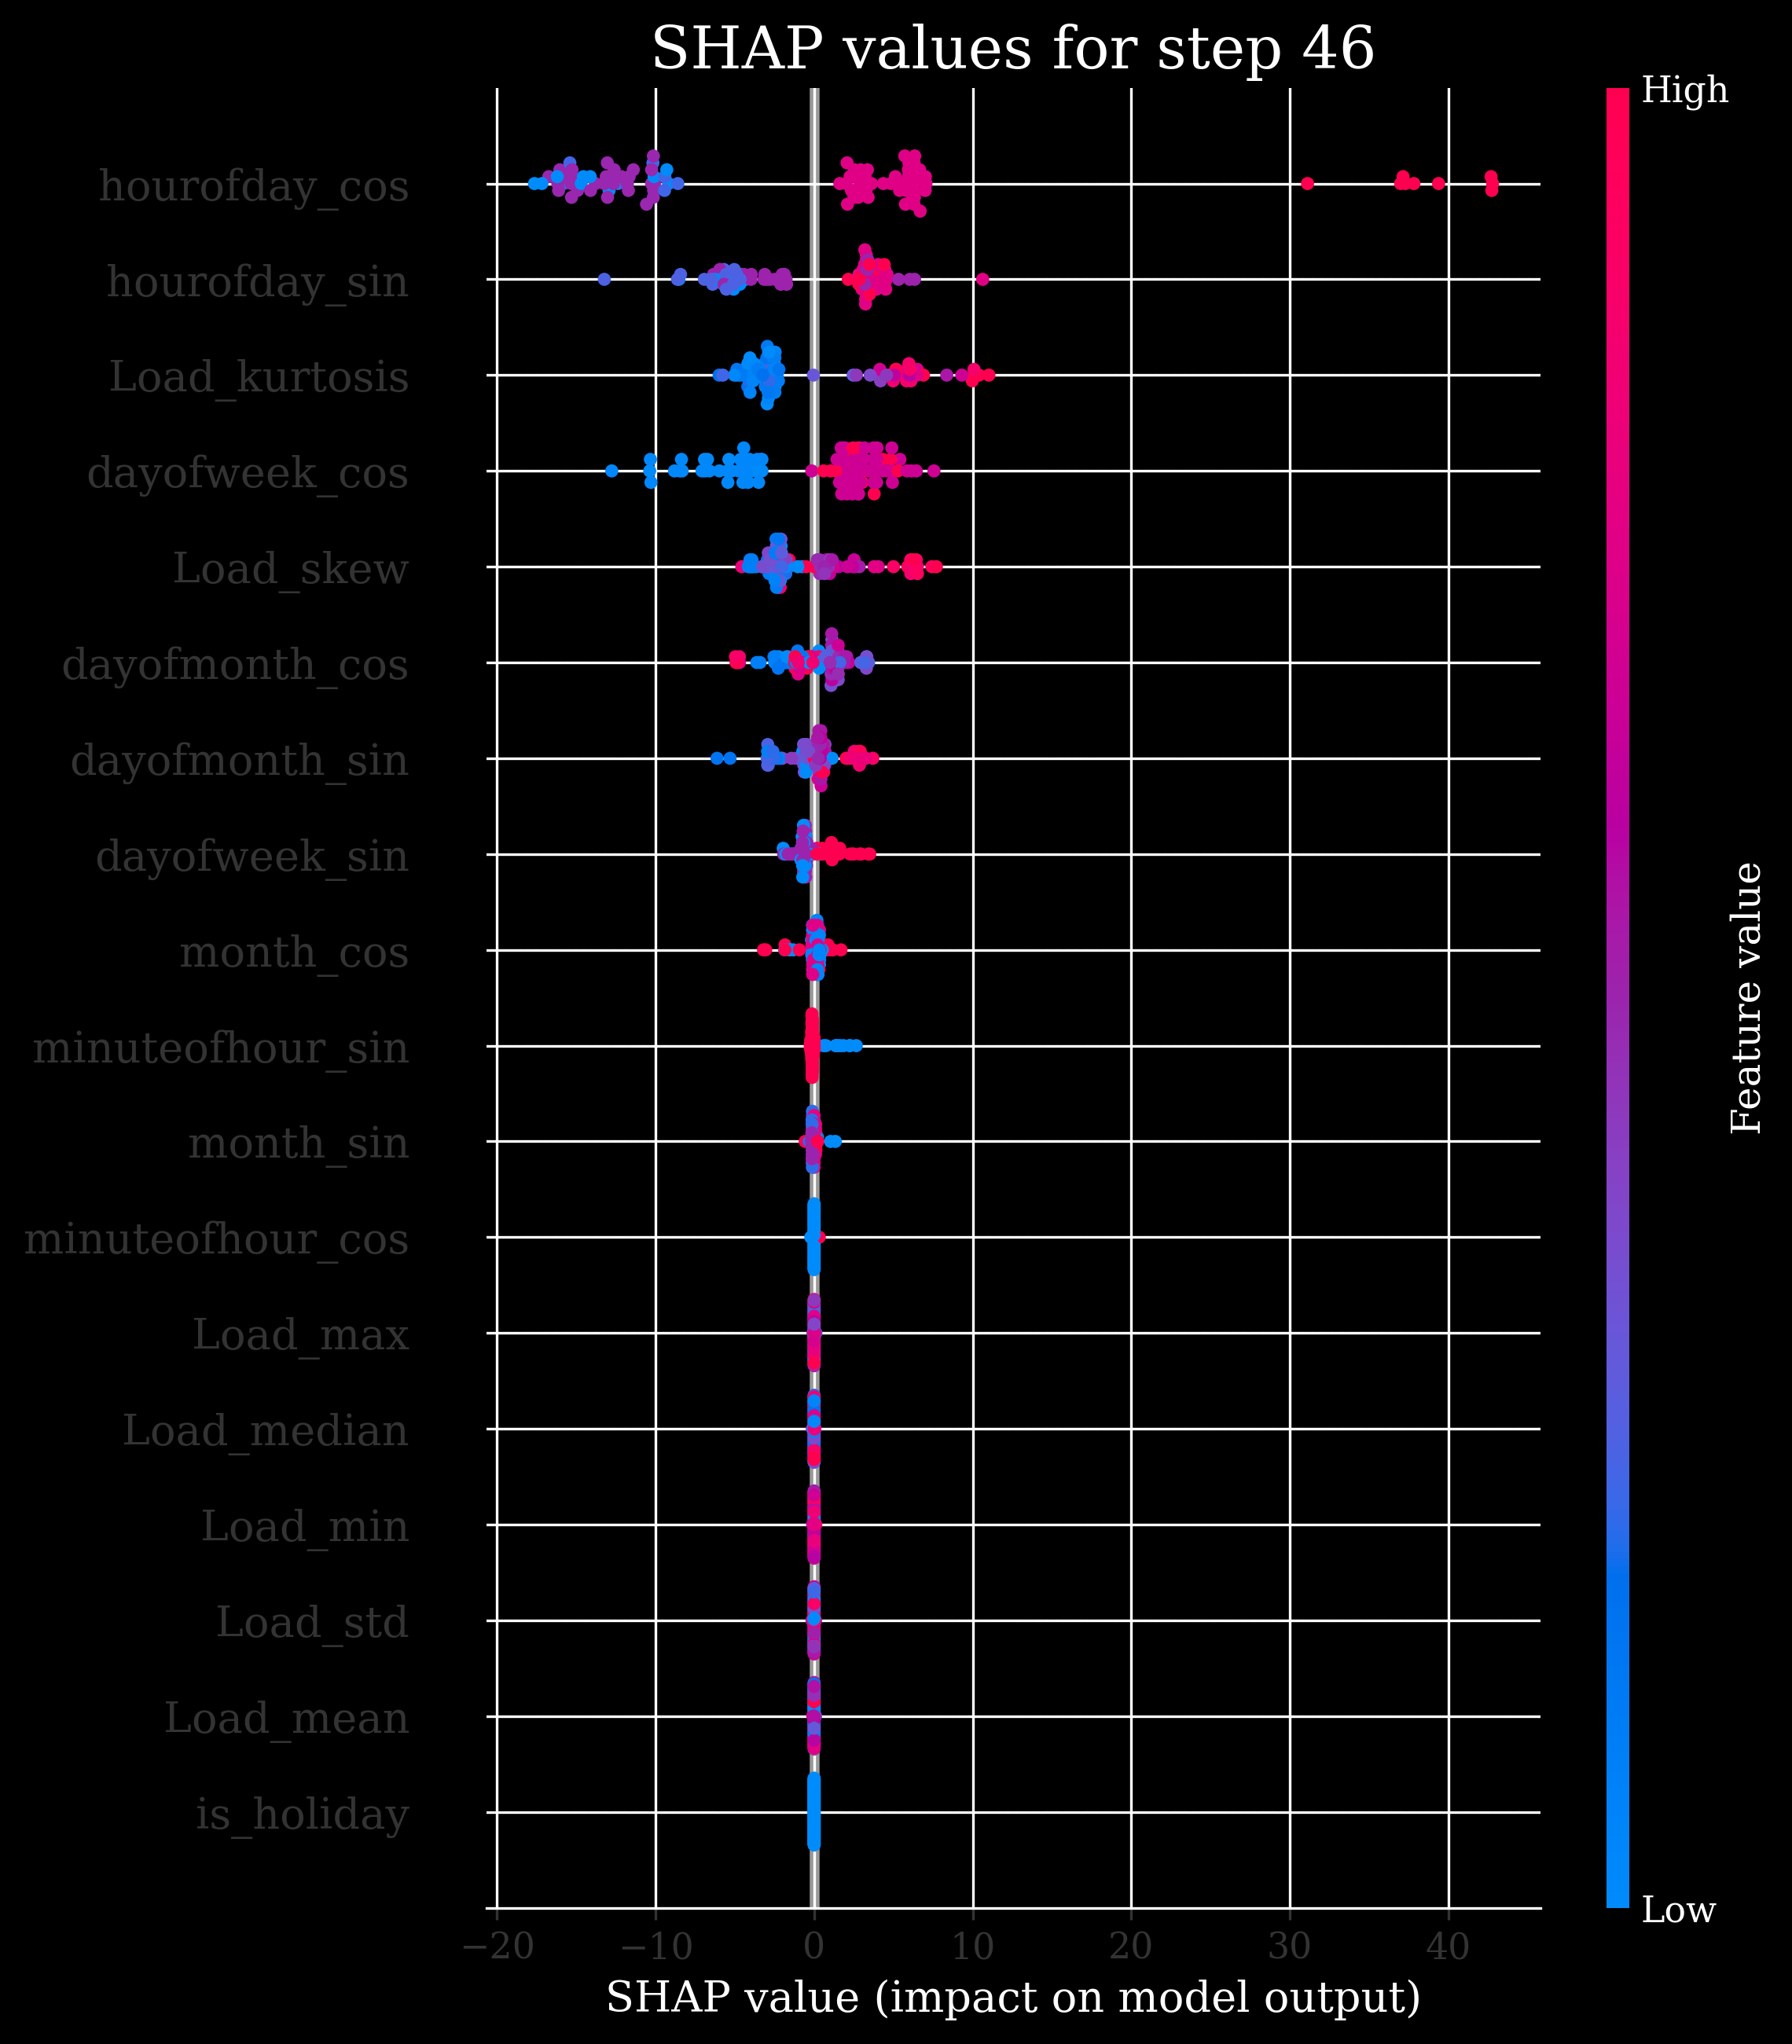 SHAP values for step 46
High
hourofday_cos
hourofday_sin
Load_kurtosis
dayofweek_cos
Load_skew
dayofmonth_cos
dayofmonth_sin
dayofweek_sin
month_cos
minuteofhour_sin
month_sin
minuteofhour_cos
Load_max
Load_median
Load_min
Load_std
Load_mean
is_holiday
Feature value
Low
−20 −10 0 10 20 30 40
SHAP value (impact on model output)